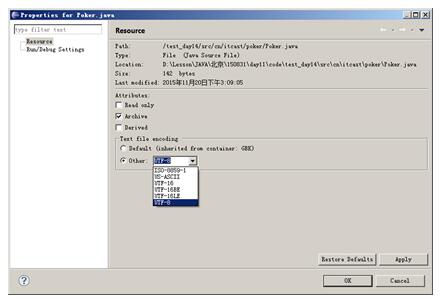 Properties for Poker.java
type filter text
Resource
Run/Debug Settings
Resource
Path: /test_day14/src/cn/itcast/poker/Poker.java
Type: File (Java Source File)
Location: D:\Lesson\JAVA\北京\150831\day11\code\test_day14\src\cn\itcast\poker\Poker.java
Size: 142 bytes
Last modified: 2015年11月20日下午3:09:05
Attributes:
Read only
Archive
Derived
Text file encoding
Default (inherited from container: GBK)
Other: UTF-8
ISO-8859-1
US-ASCII
UTF-16
UTF-16BE
UTF-16LE
UTF-8
Restore Defaults
Apply
OK
Cancel